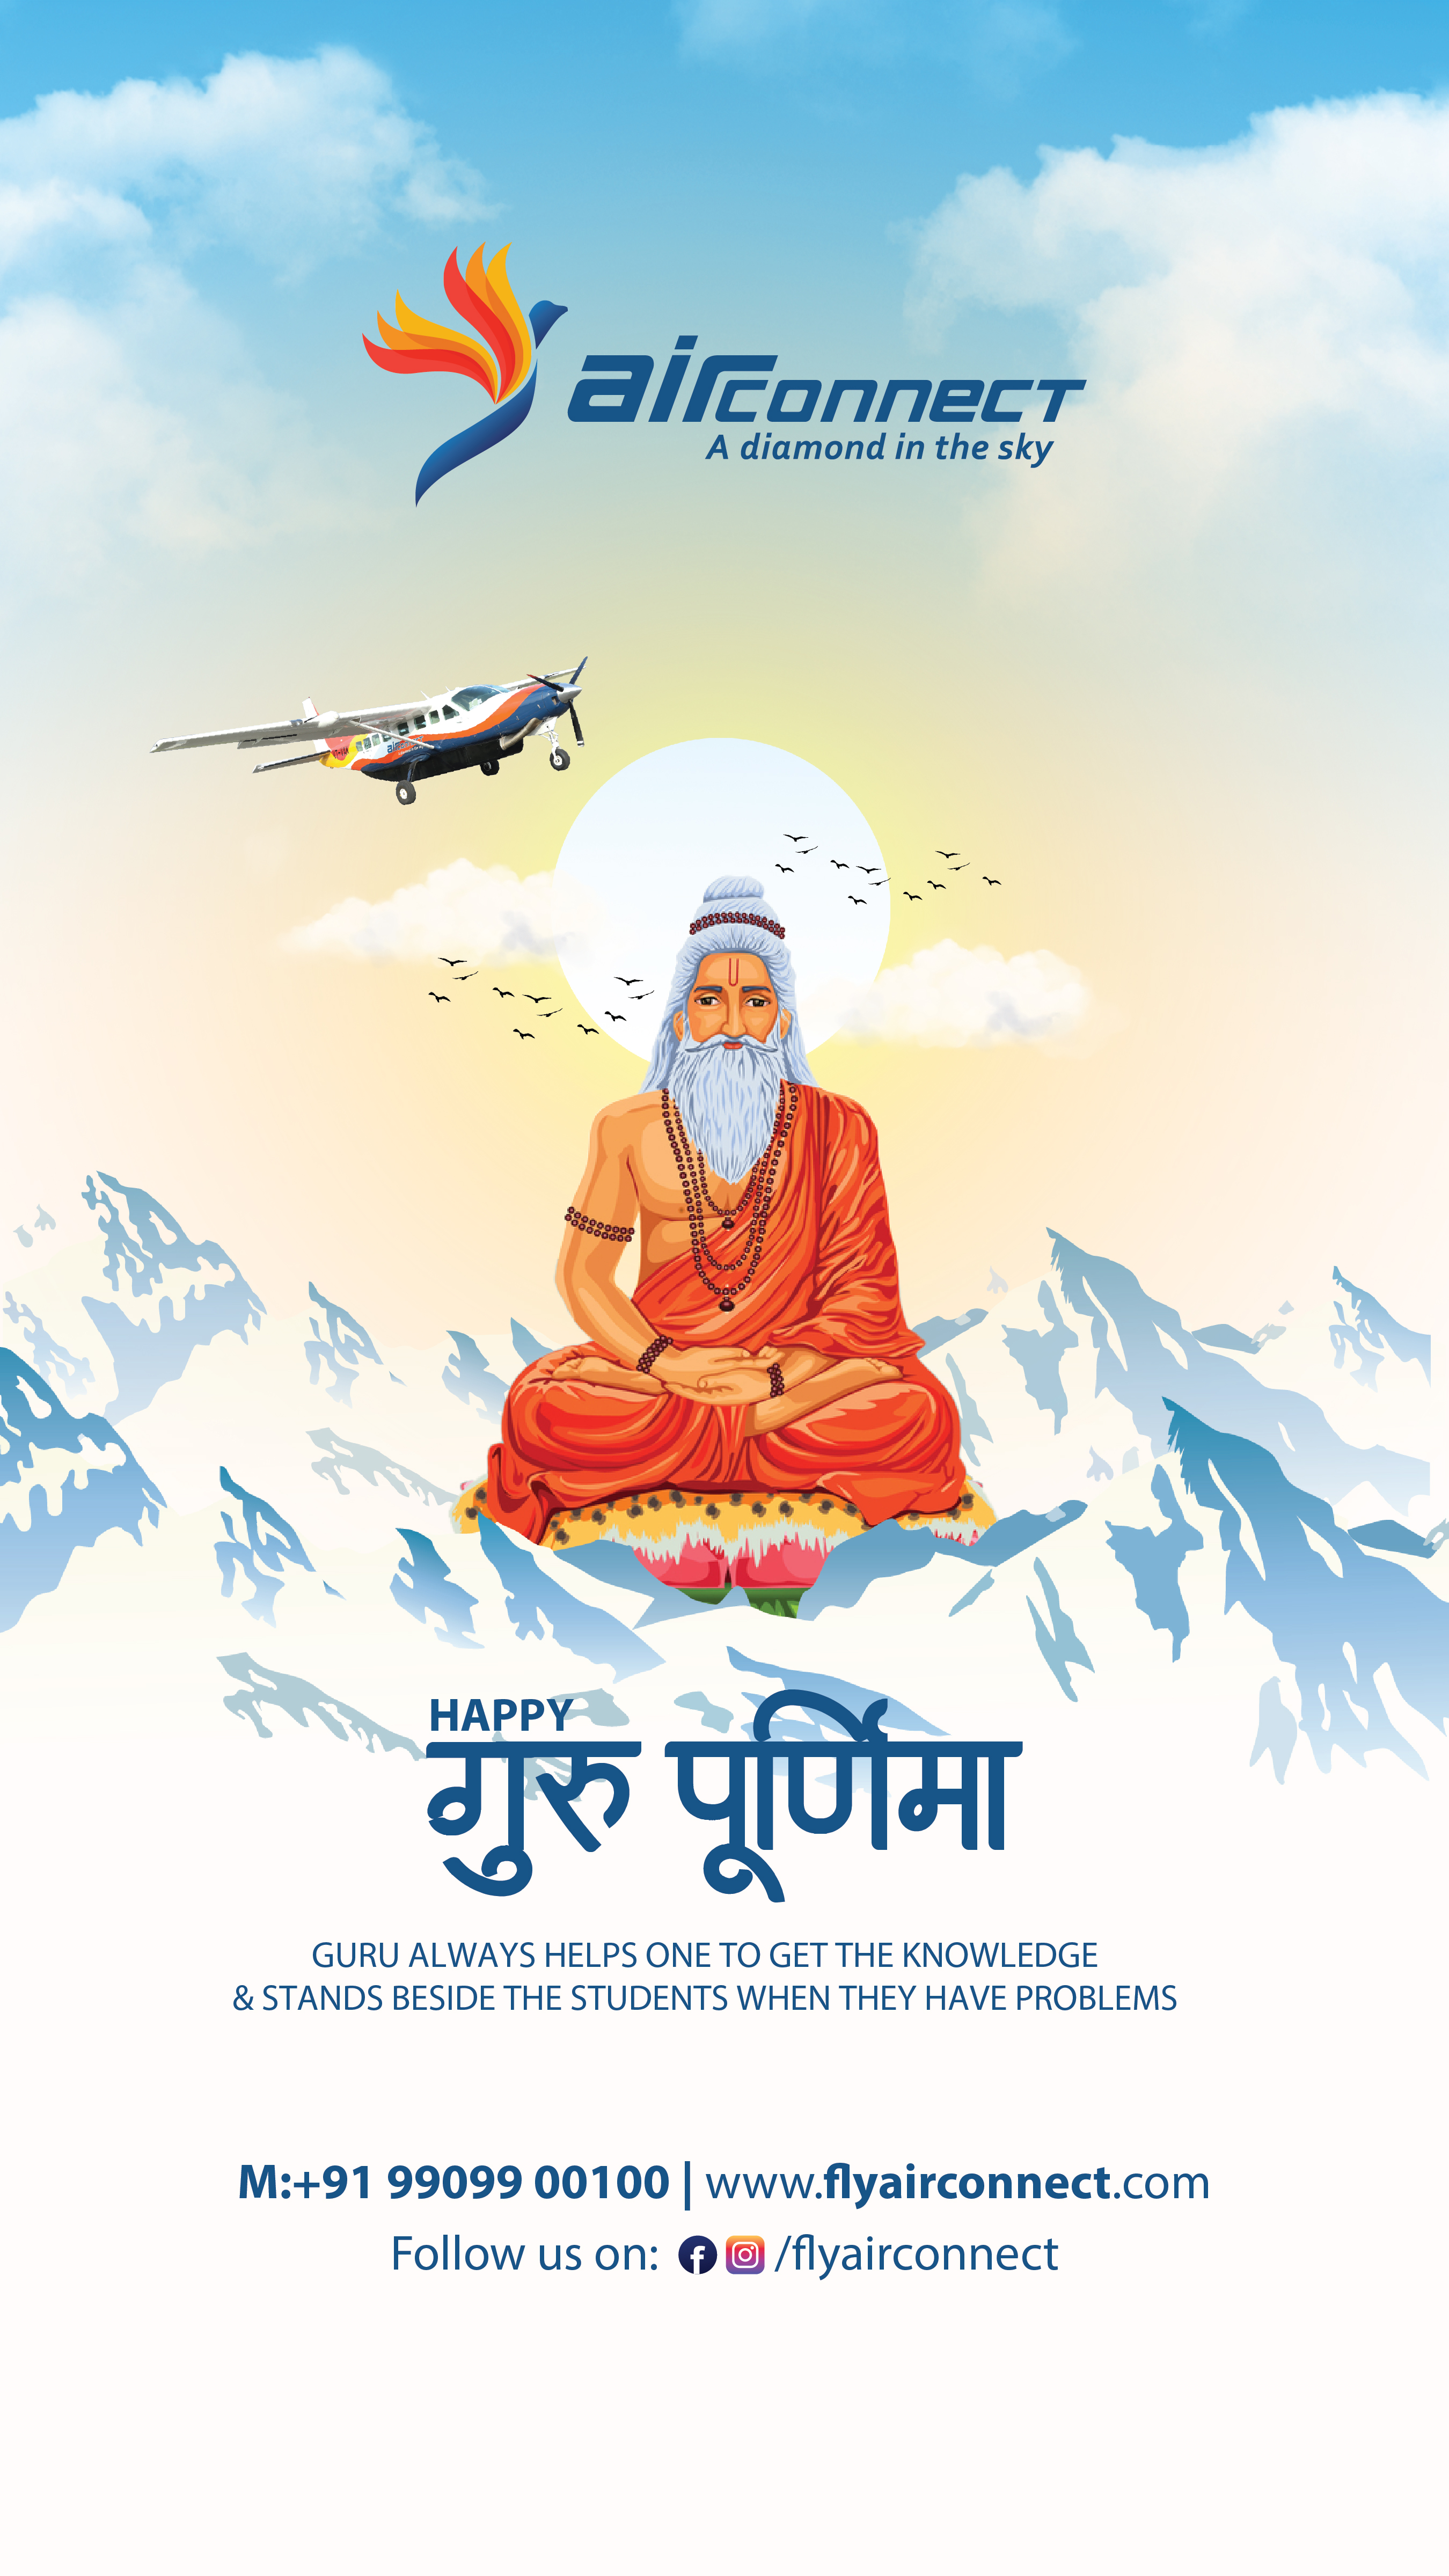 airconnect
A diamond in the sky
HAPPY
गुरु पूर्णिमा
GURU ALWAYS HELPS ONE TO GET THE KNOWLEDGE
& STANDS BESIDE THE STUDENTS WHEN THEY HAVE PROBLEMS
M:+91 99099 00100 | www.flyairconnect.com
Follow us on: /flyairconnect